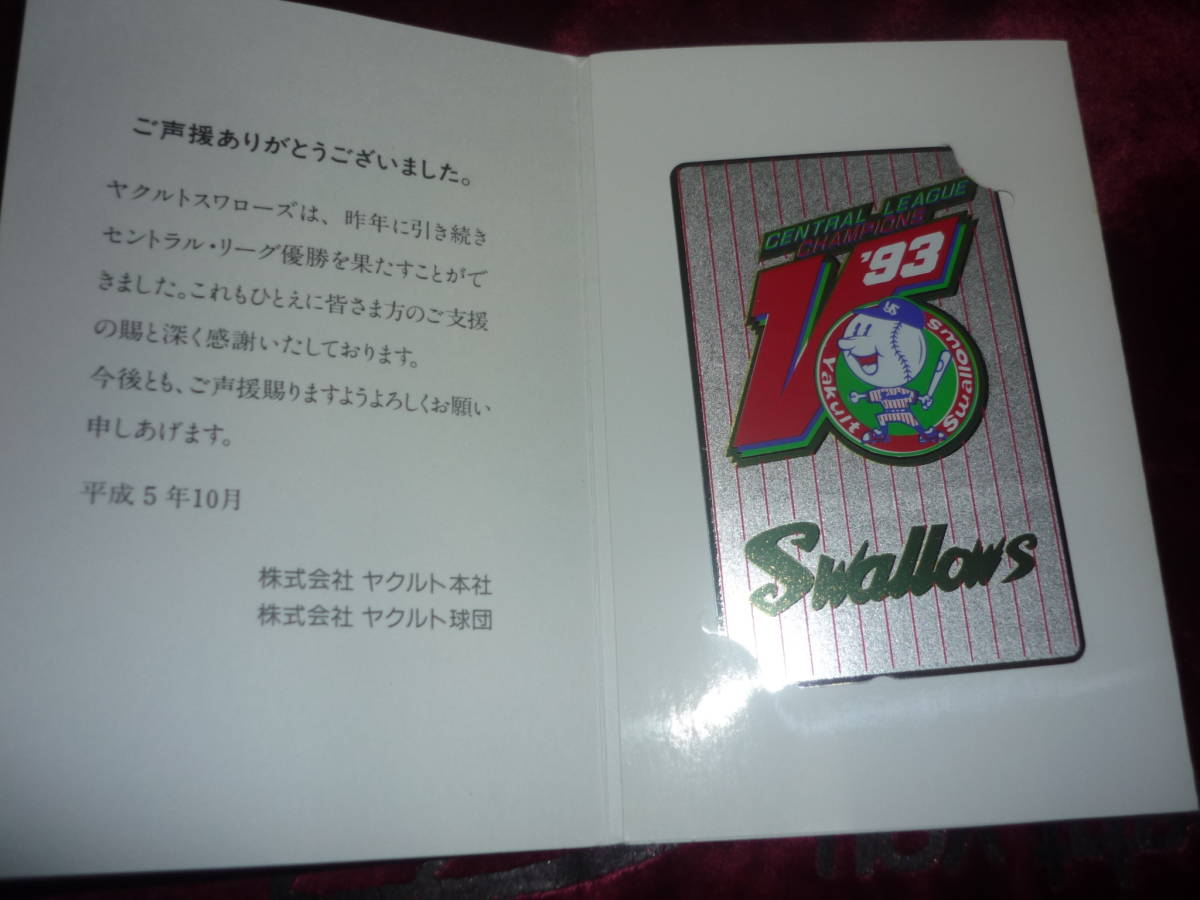 ご声援ありがとうございました。
ヤクルトスワローズは、昨年に引き続き
セントラル・リーグ優勝を果たすことがで
きました。これもひとえに皆さま方のご支援
の賜と深く感謝いたしております。
今後とも、ご声援賜りますようよろしくお願い
申しあげます。
平成5年10月
株式会社 ヤクルト本社
株式会社 ヤクルト球団
CENTRAL LEAGUE
CHAMPIONS
V '93
YS
Yakult Swallows
Swallows